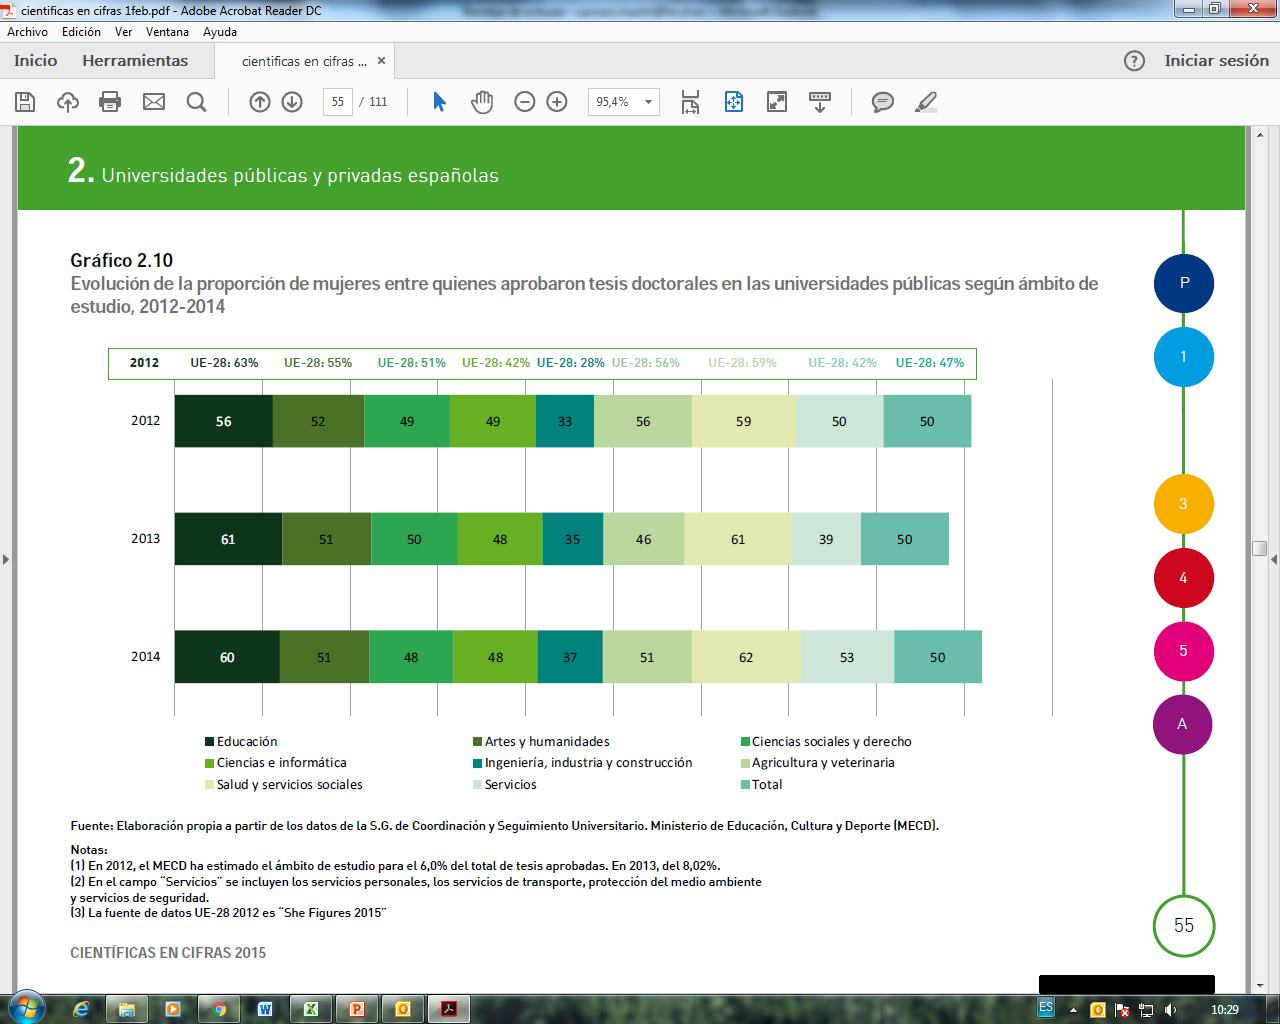 cientificas en cifras 1feb.pdf - Adobe Acrobat Reader DC
Archivo Edición Ver Ventana Ayuda
Inicio Herramientas cientificas en cifras ... × ? Iniciar sesión
55 / 111 95,4%
2. Universidades públicas y privadas españolas
Gráfico 2.10
Evolución de la proporción de mujeres entre quienes aprobaron tesis doctorales en las universidades públicas según ámbito de
estudio, 2012-2014
P
1
3
4
5
A
2012 UE-28: 63% UE-28: 55% UE-28: 51% UE-28: 42% UE-28: 28% UE-28: 56% UE-28: 59% UE-28: 42% UE-28: 47%
2012 56 52 49 49 33 56 59 50 50
2013 61 51 50 48 35 46 61 39 50
2014 60 51 48 48 37 51 62 53 50
Educación Artes y humanidades Ciencias sociales y derecho
Ciencias e informática Ingeniería, industria y construcción Agricultura y veterinaria
Salud y servicios sociales Servicios Total
Fuente: Elaboración propia a partir de los datos de la S.G. de Coordinación y Seguimiento Universitario. Ministerio de Educación, Cultura y Deporte (MECD).
Notas:
(1) En 2012, el MECD ha estimado el ámbito de estudio para el 6,0% del total de tesis aprobadas. En 2013, del 8,02%.
(2) En el campo “Servicios” se incluyen los servicios personales, los servicios de transporte, protección del medio ambiente
y servicios de seguridad.
(3) La fuente de datos UE-28 2012 es “She Figures 2015”
55
CIENTÍFICAS EN CIFRAS 2015
ES 10:29